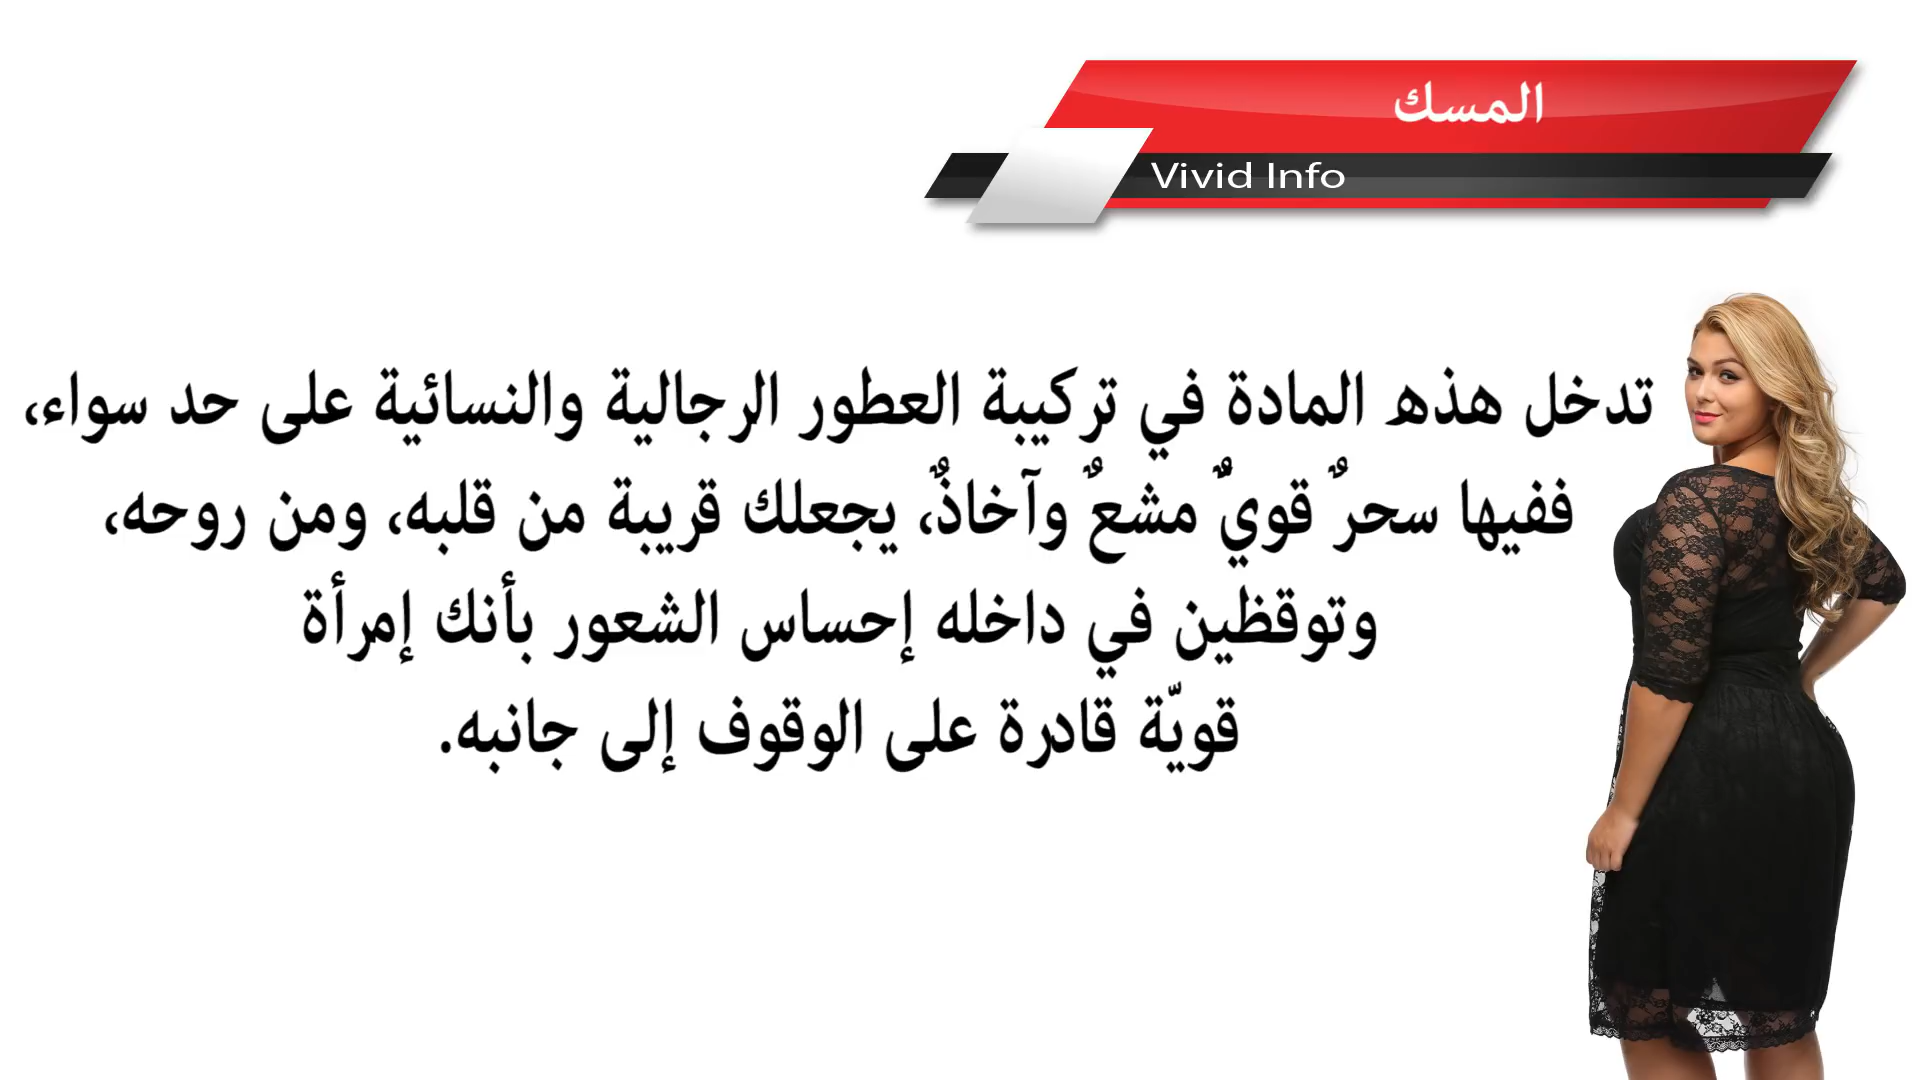 المسك
Vivid Info
تدخل هذه المادة في تركيبة العطور الرجالية والنسائية على حد سواء،
ففيها سحرٌ قويٌّ مشعٌ وآخاذٌ، يجعلك قريبة من قلبه، ومن روحه،
وتوقظين في داخله إحساس الشعور بأنك إمرأة
قويّة قادرة على الوقوف إلى جانبه.